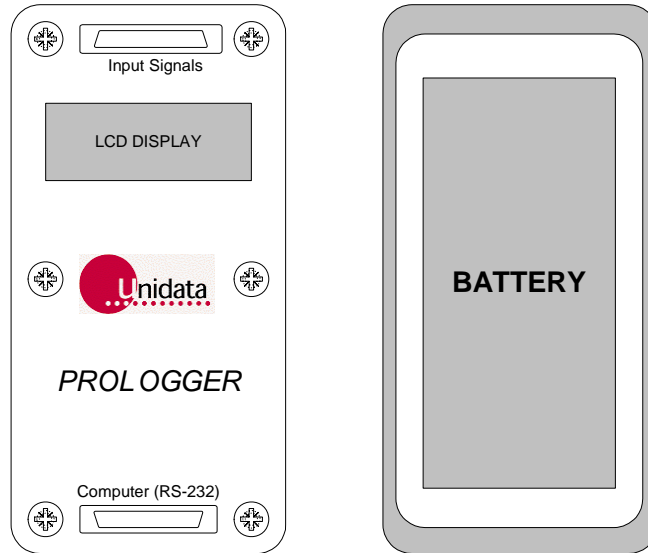 Input Signals
LCD DISPLAY
Unidata
PROLOGGER
Computer (RS-232)
BATTERY